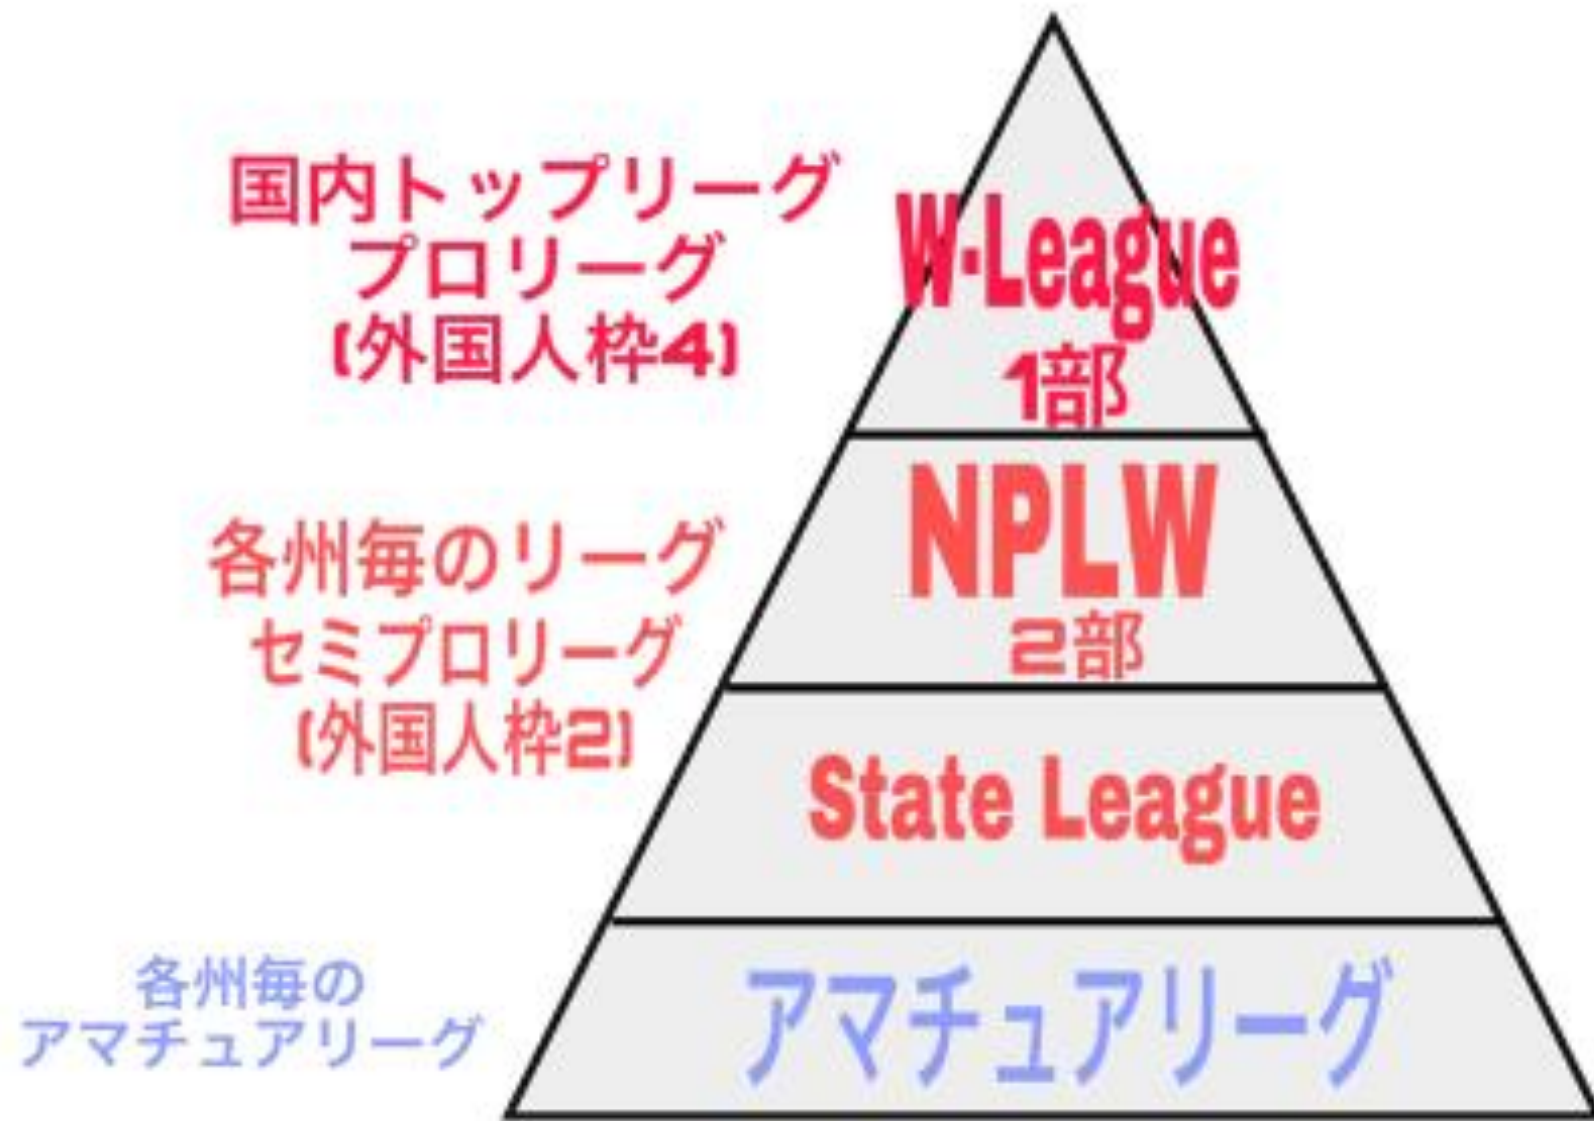 国内トップリーグ
プロリーグ
(外国人枠4)
W-League
1部
各州毎のリーグ
セミプロリーグ
(外国人枠2)
NPLW
2部
State League
各州毎の
アマチュアリーグ
アマチュアリーグ